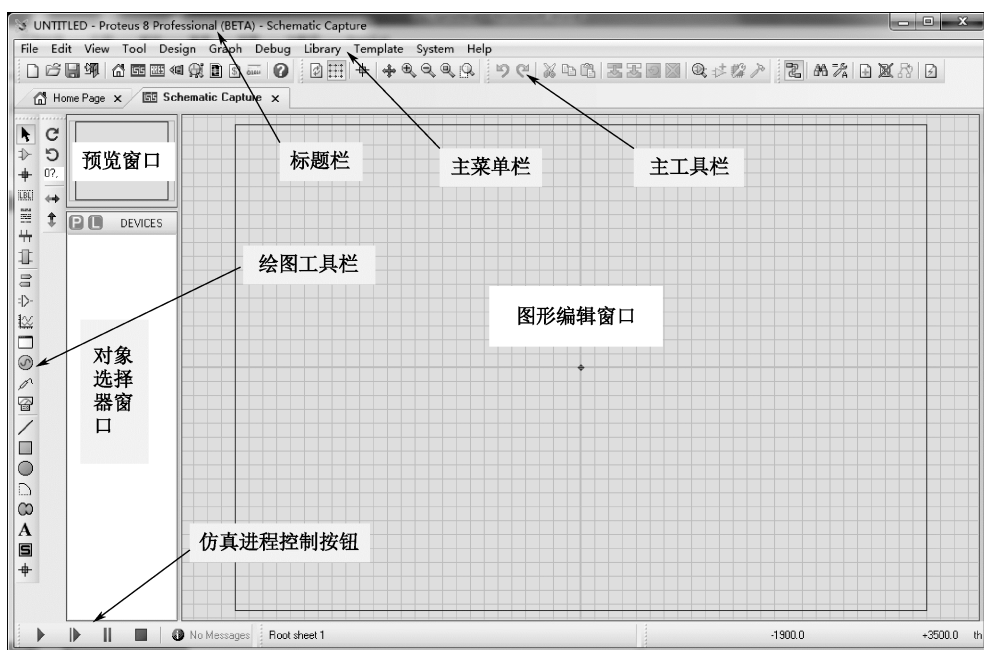 UNTITLED - Proteus 8 Professional (BETA) - Schematic Capture
File Edit View Tool Design Graph Debug Library Template System Help
Home Page x Schematic Capture x
预览窗口
标题栏
主菜单栏
主工具栏
0?.
LBL
P L DEVICES
绘图工具栏
图形编辑窗口
对象
选择
器窗
口
A
S
仿真进程控制按钮
No Messages
Root sheet 1
-1900.0
+3500.0
th